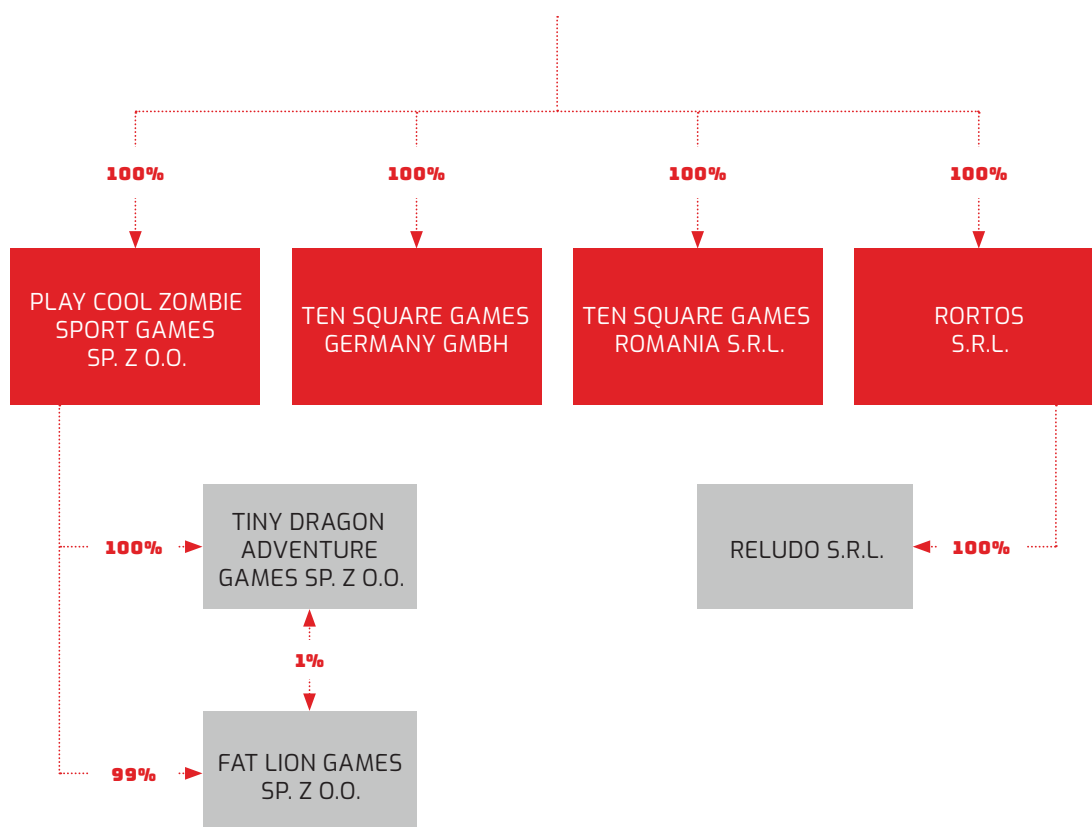 100%
100%
100%
100%
PLAY COOL ZOMBIE
SPORT GAMES
SP. Z O.O.
TEN SQUARE GAMES
GERMANY GMBH
TEN SQUARE GAMES
ROMANIA S.R.L.
RORTOS
S.R.L.
100%
TINY DRAGON
ADVENTURE
GAMES SP. Z O.O.
RELUDO S.R.L.
100%
1%
99%
FAT LION GAMES
SP. Z O.O.